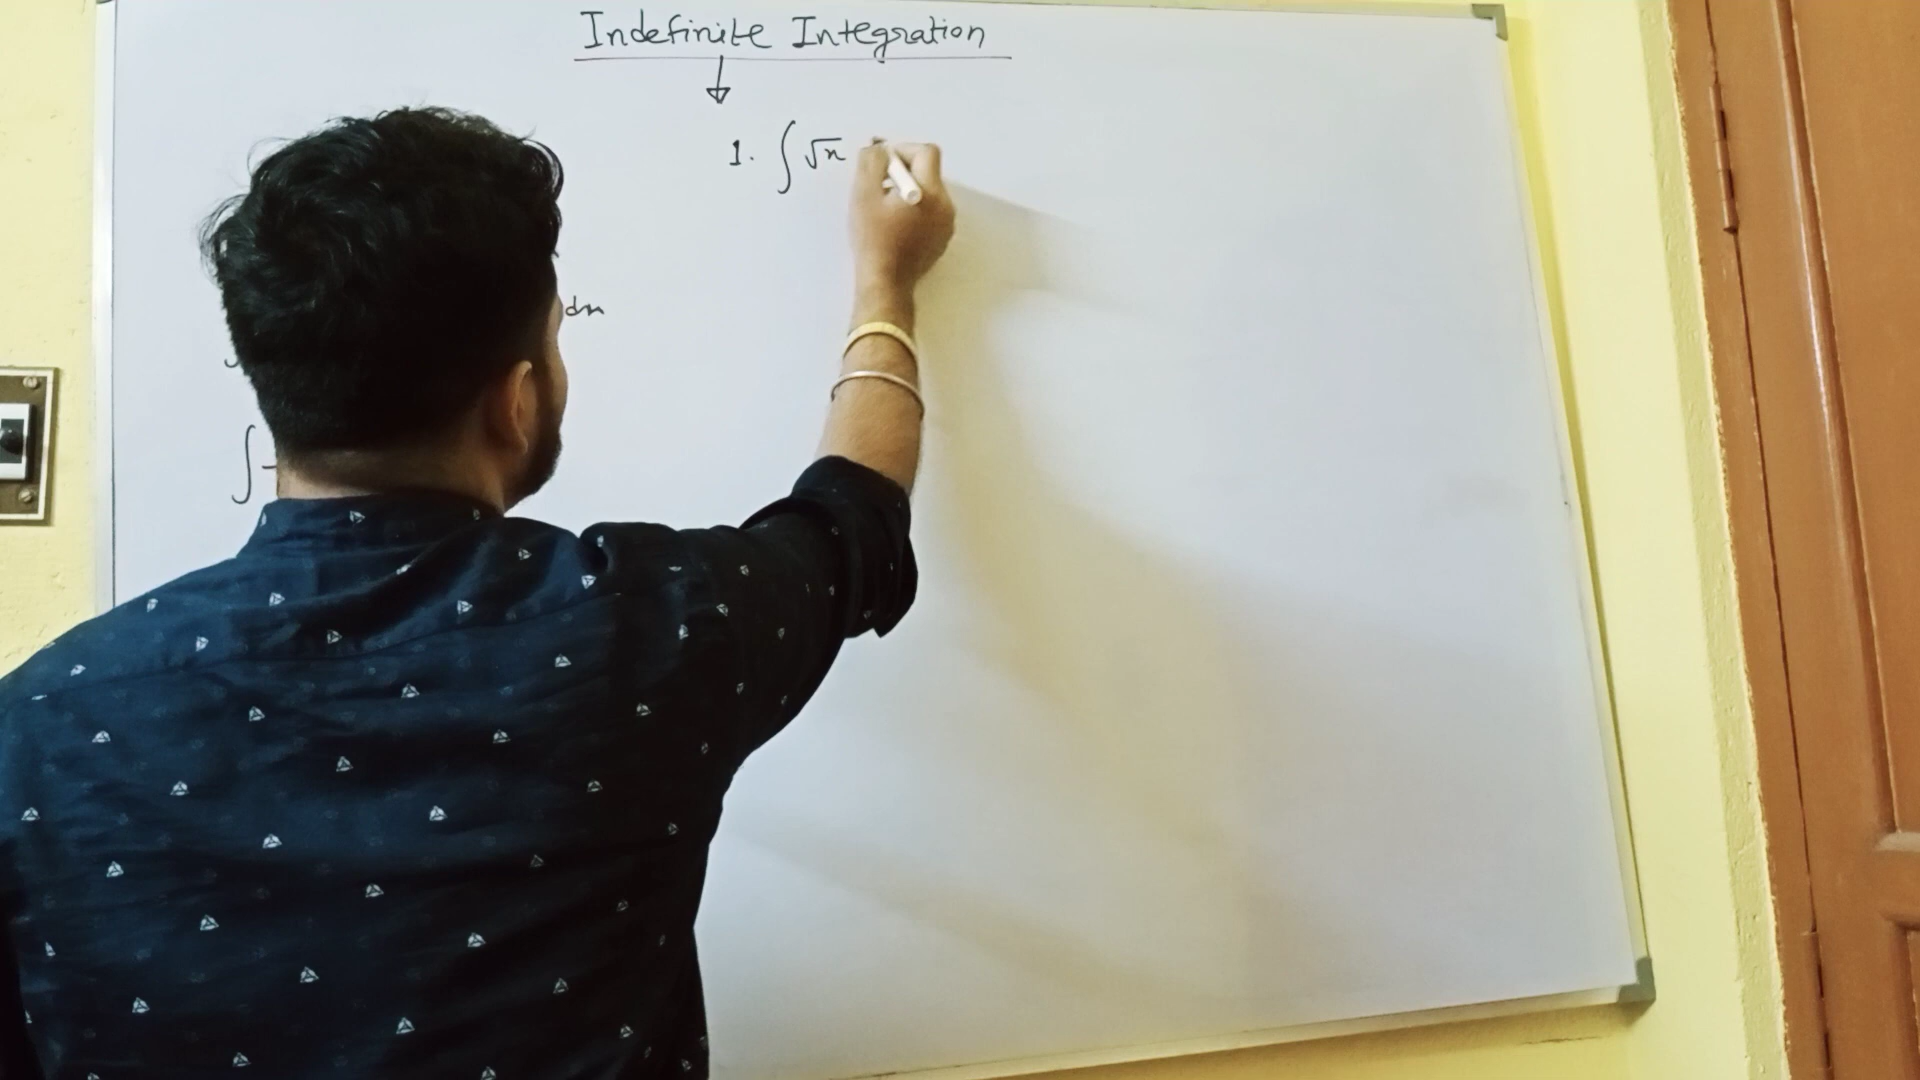 Indefinite Integration
1. ∫ √x
dx
∫